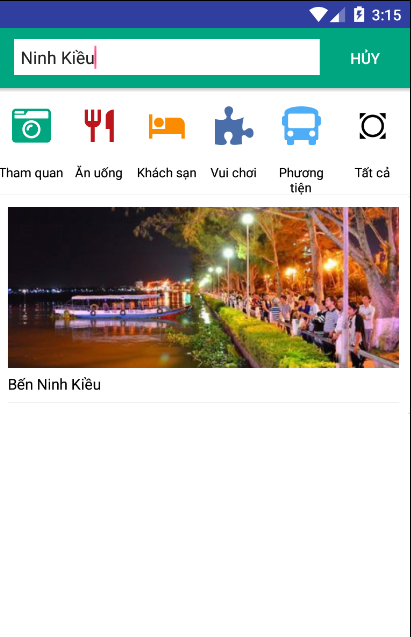 3:15
Ninh Kiều
HỦY
Tham quan
Ăn uống
Khách sạn
Vui chơi
Phương
tiện
Tất cả
Bến Ninh Kiều